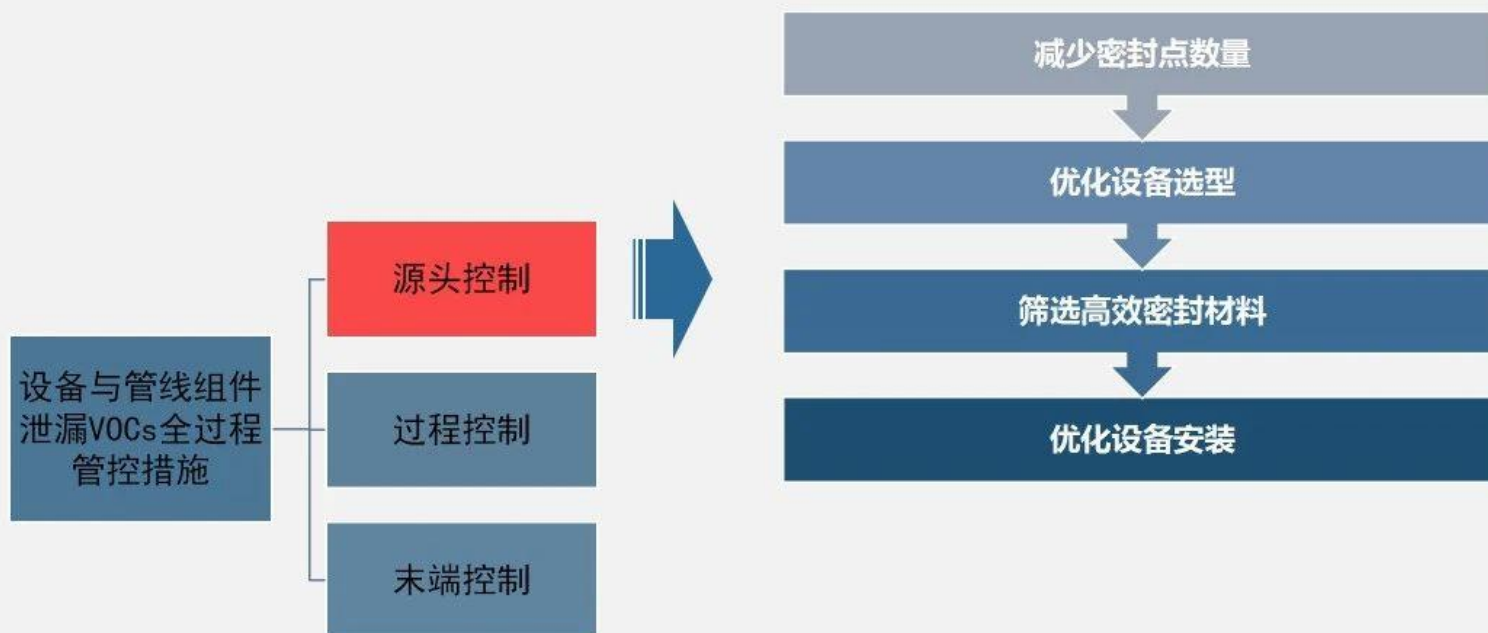 设备与管线组件
泄漏VOCs全过程
管控措施
源头控制
过程控制
末端控制
减少密封点数量
优化设备选型
筛选高效密封材料
优化设备安装